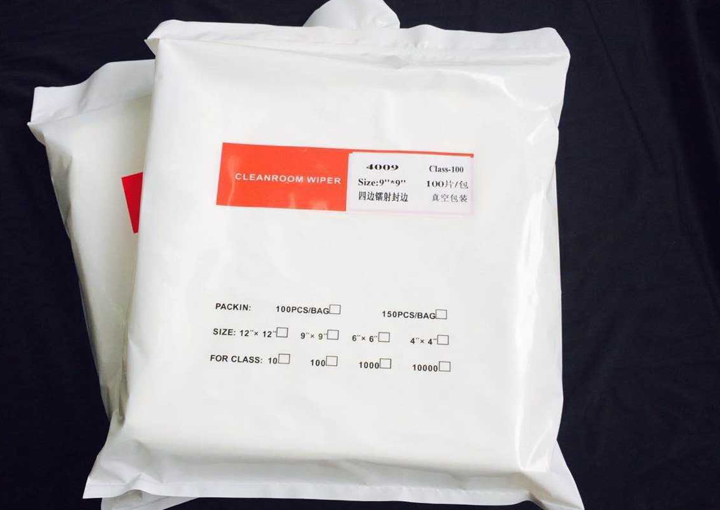 CLEANROOM WIPER
4009 Class-100
Size:9"*9" 100片/包
四边镭射封边 真空包装
PACKIN: 100PCS/BAG□ 150PCS/BAG□
SIZE: 12"× 12"□ 9"× 9"□ 6"× 6"□ 4"× 4"□
FOR CLASS: 10□ 100□ 1000□ 10000□